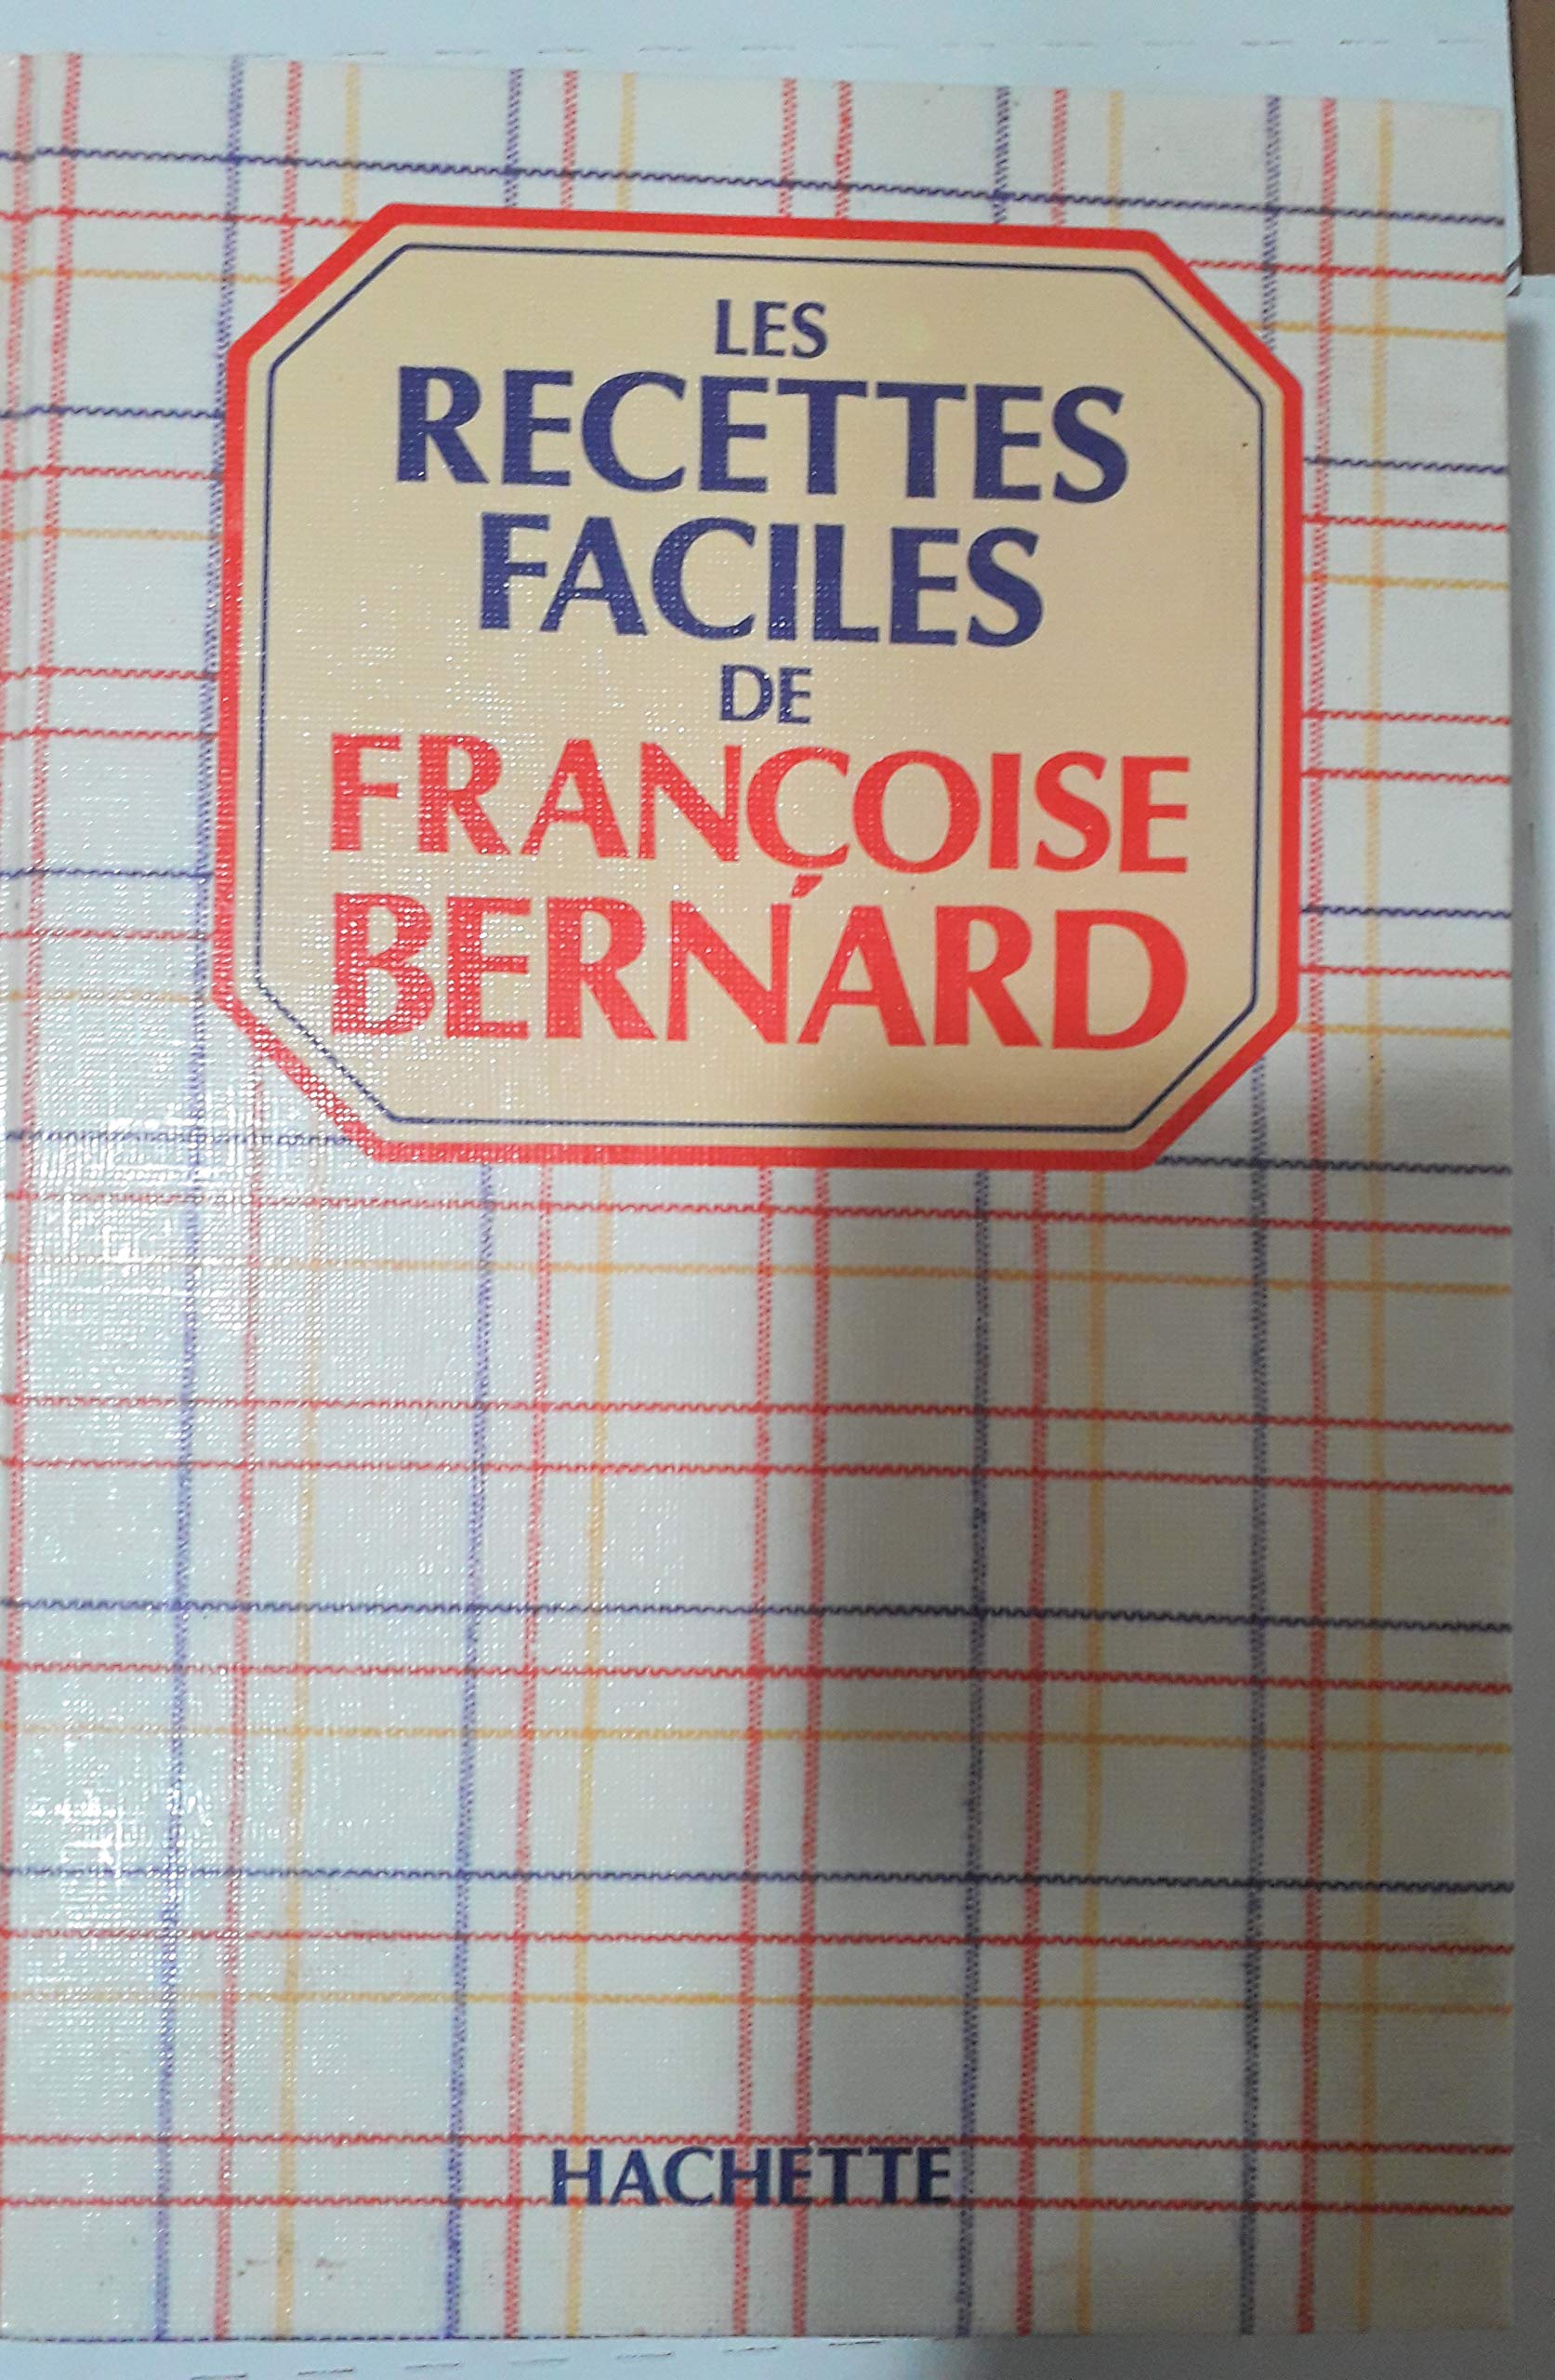 LES
RECETTES
FACILES
DE
FRANÇOISE
BERNARD
HACHETTE